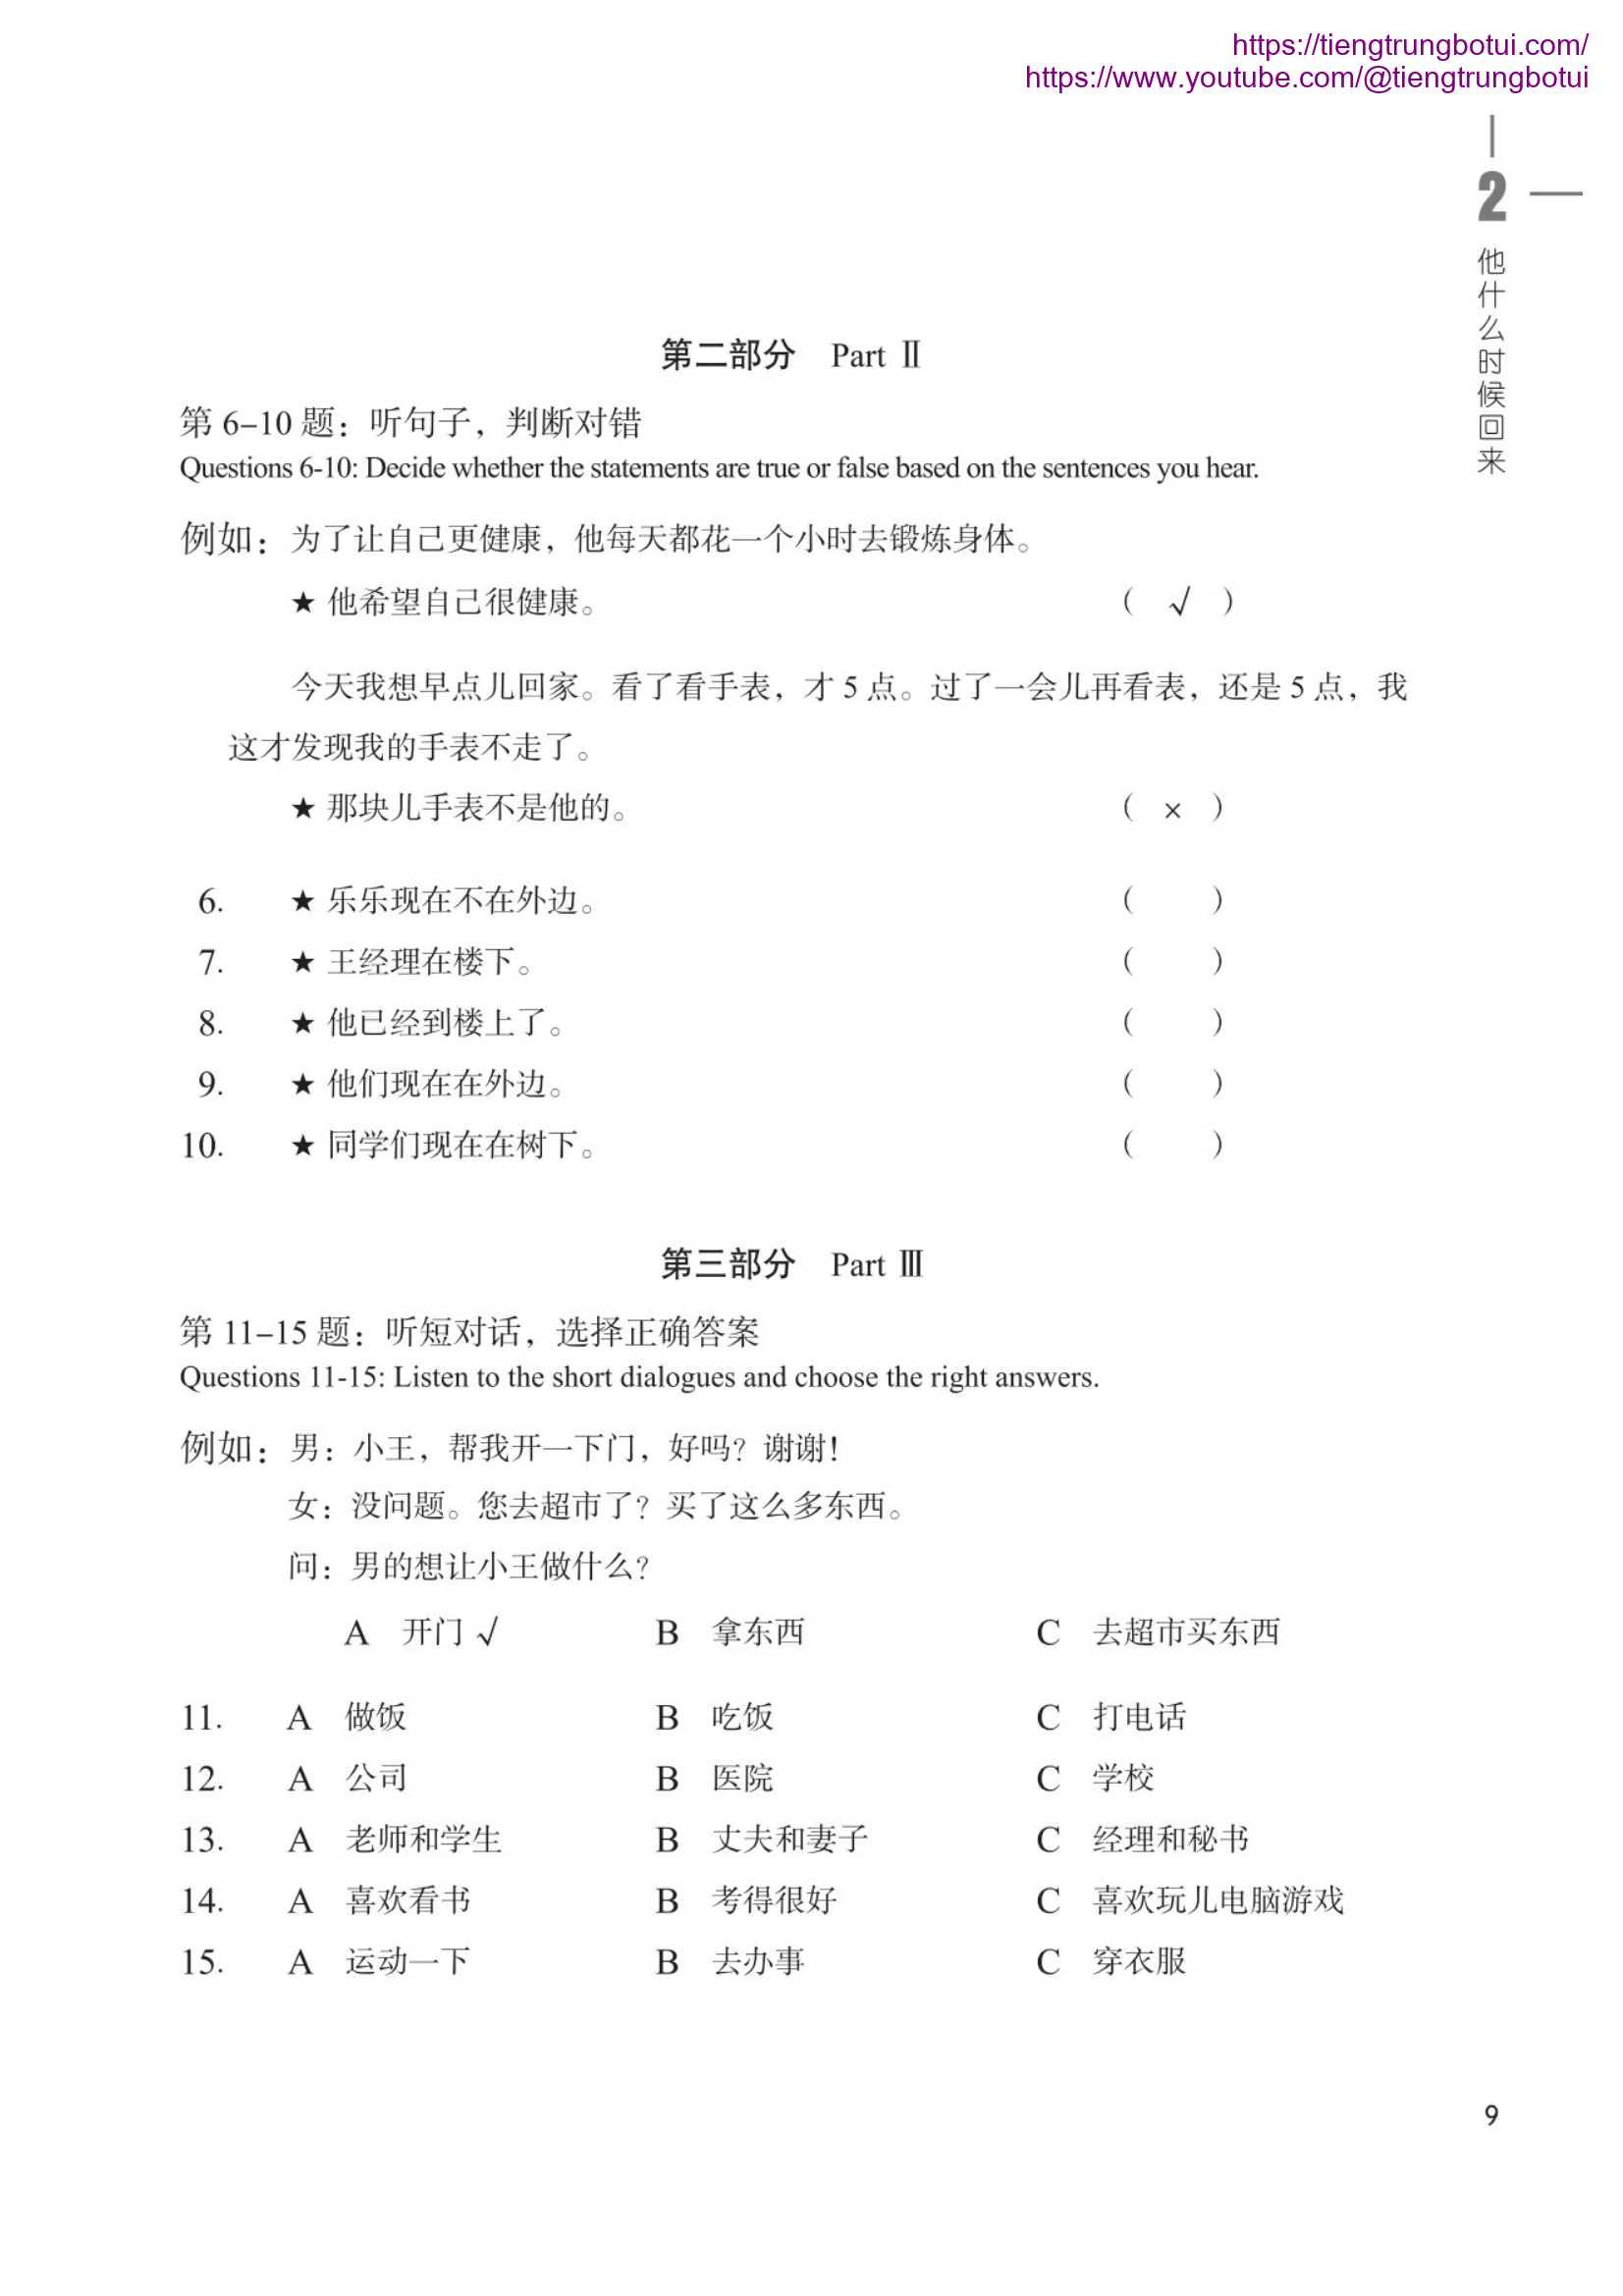 https://tiengtrungbotui.com/
https://www.youtube.com/@tiengtrungbotui
2
他什么时候回来
第二部分 Part Ⅱ
第 6–10 题：听句子，判断对错
Questions 6-10: Decide whether the statements are true or false based on the sentences you hear.
例如：为了让自己更健康，他每天都花一个小时去锻炼身体。
★ 他希望自己很健康。 （ √ ）
今天我想早点儿回家。看了看手表，才 5 点。过了一会儿再看表，还是 5 点，我
这才发现我的手表不走了。
★ 那块儿手表不是他的。 （ × ）
6. ★ 乐乐现在不在外边。 （ ）
7. ★ 王经理在楼下。 （ ）
8. ★ 他已经到楼上了。 （ ）
9. ★ 他们现在在外边。 （ ）
10. ★ 同学们现在在树下。 （ ）
第三部分 Part Ⅲ
第 11–15 题：听短对话，选择正确答案
Questions 11-15: Listen to the short dialogues and choose the right answers.
例如：男：小王，帮我开一下门，好吗？谢谢！
女：没问题。您去超市了？买了这么多东西。
问：男的想让小王做什么？
A 开门 √ B 拿东西 C 去超市买东西
11. A 做饭 B 吃饭 C 打电话
12. A 公司 B 医院 C 学校
13. A 老师和学生 B 丈夫和妻子 C 经理和秘书
14. A 喜欢看书 B 考得很好 C 喜欢玩儿电脑游戏
15. A 运动一下 B 去办事 C 穿衣服
9